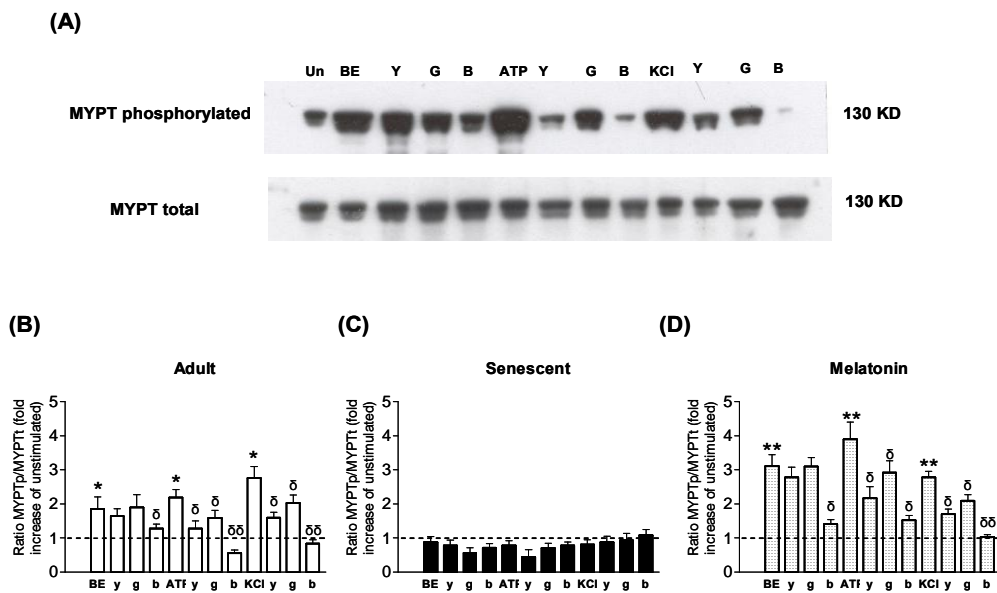 (A)
Un BE Y G B ATP Y G B KCl Y G B
MYPT phosphorylated 130 KD
MYPT total 130 KD
(B) (C) (D)
Adult Senescent Melatonin
Ratio MYPTp/MYPTt (fold
increase of unstimulated)
5
4
3
2
1
0
* * * δ δ δ δδ δ δ δδ
BE y g b ATP y g b KCl y g b
Ratio MYPTp/MYPTt (fold
increase of unstimulated)
5
4
3
2
1
0
BE y g b ATP y g b KCl y g b
Ratio MYPTp/MYPTt (fold
increase of unstimulated)
5
4
3
2
1
0
** δ ** δ δ δ ** δ δ δδ
BE y g b ATP y g b KCl y g b